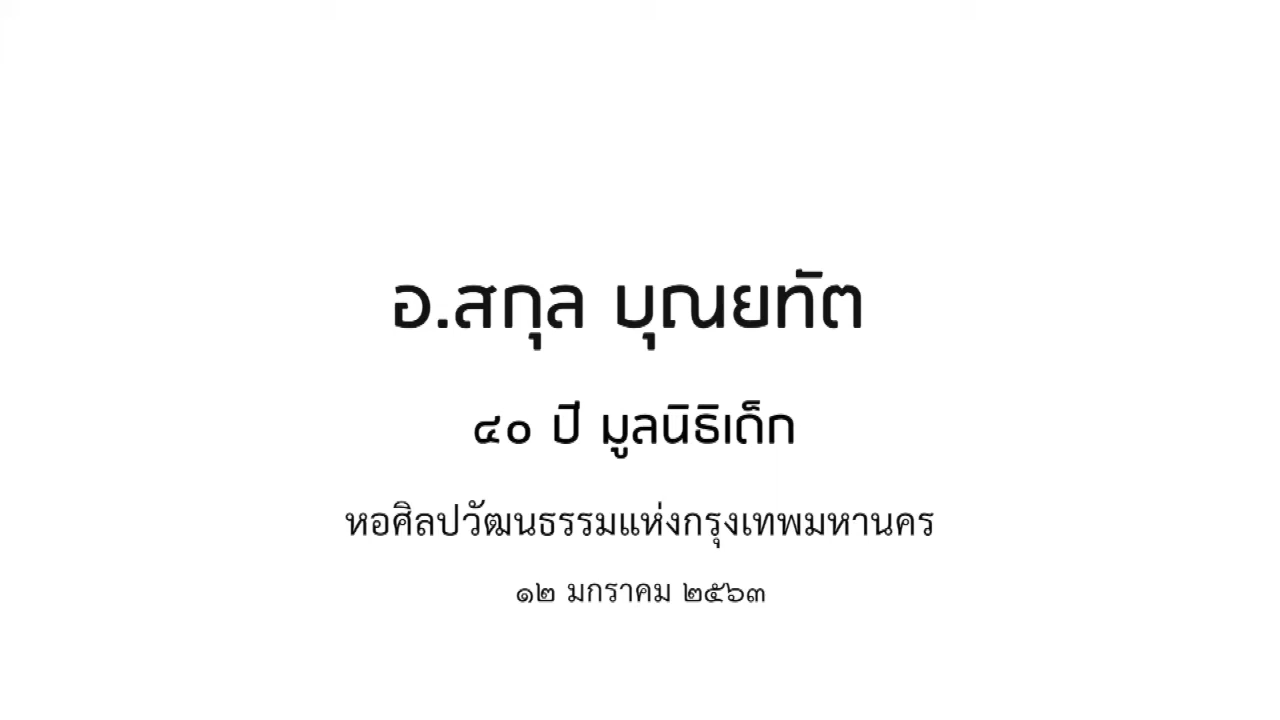 อ.สกุล บุณยทัต
๔๐ ปี มูลนิธิเด็ก
หอศิลปวัฒนธรรมแห่งกรุงเทพมหานคร
๑๒ มกราคม ๒๕๖๓